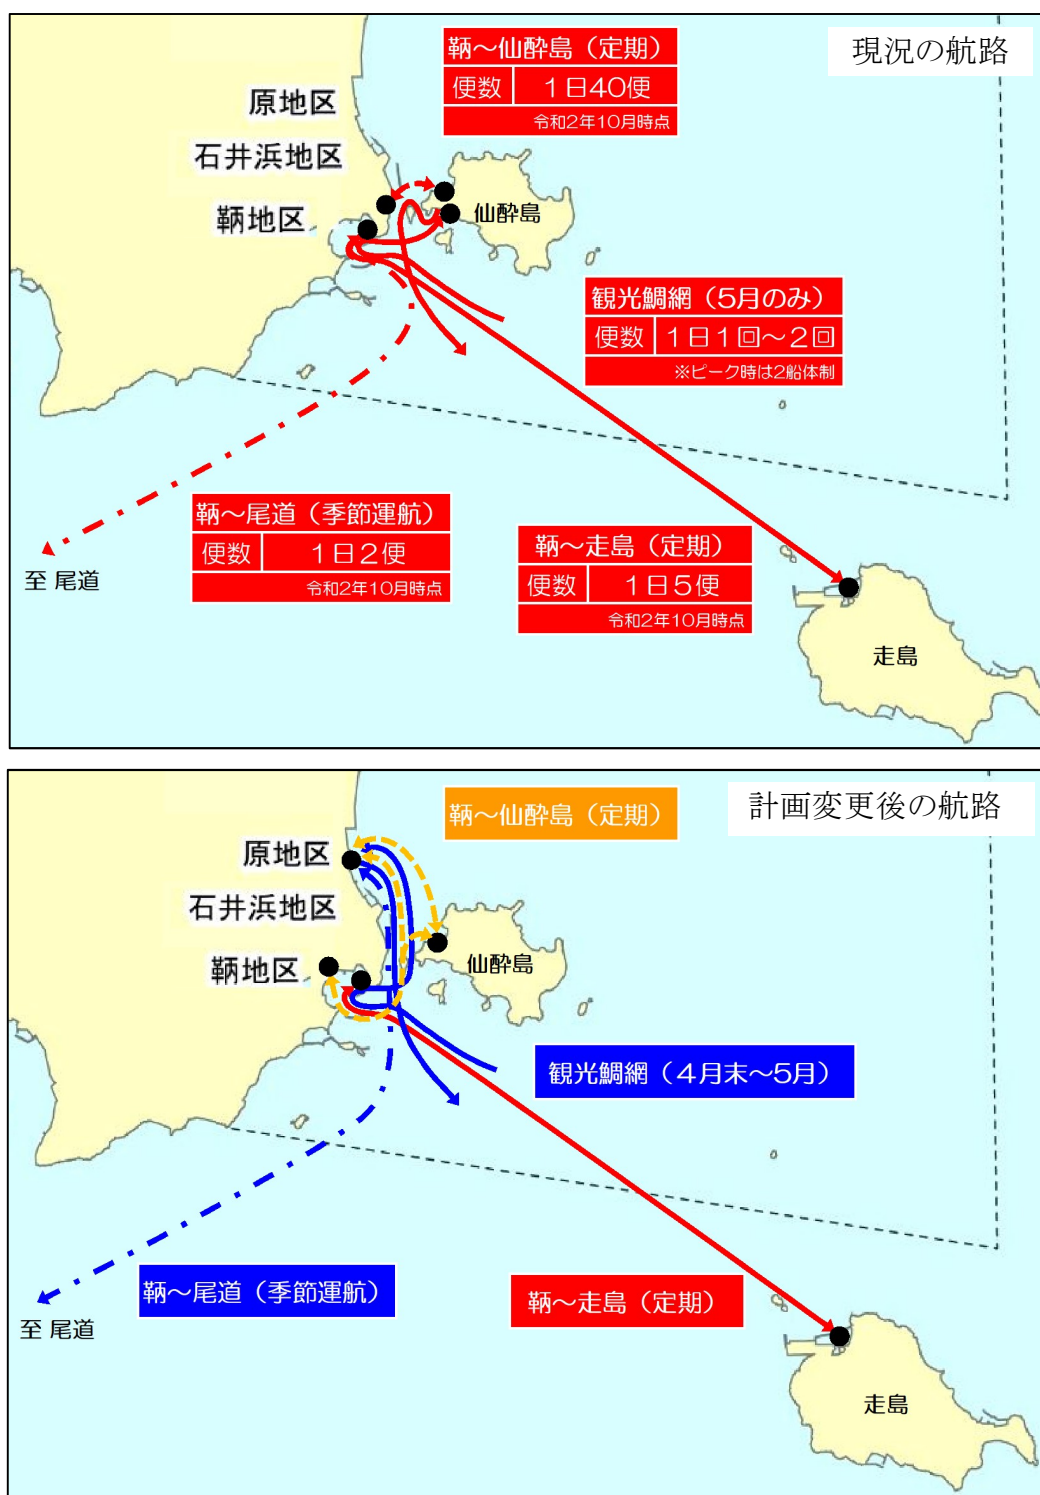 現況の航路
鞆～仙酔島（定期）
便数 １日40便
令和2年10月時点
原地区
石井浜地区
鞆地区
仙酔島
観光鯛網（5月のみ）
便数 １日１回～２回
※ピーク時は2船体制
鞆～尾道（季節運航）
便数 １日２便
令和2年10月時点
至 尾道
鞆～走島（定期）
便数 １日５便
令和2年10月時点
走島
計画変更後の航路
鞆～仙酔島（定期）
原地区
石井浜地区
鞆地区
仙酔島
観光鯛網（４月末～5月）
鞆～尾道（季節運航）
至 尾道
鞆～走島（定期）
走島